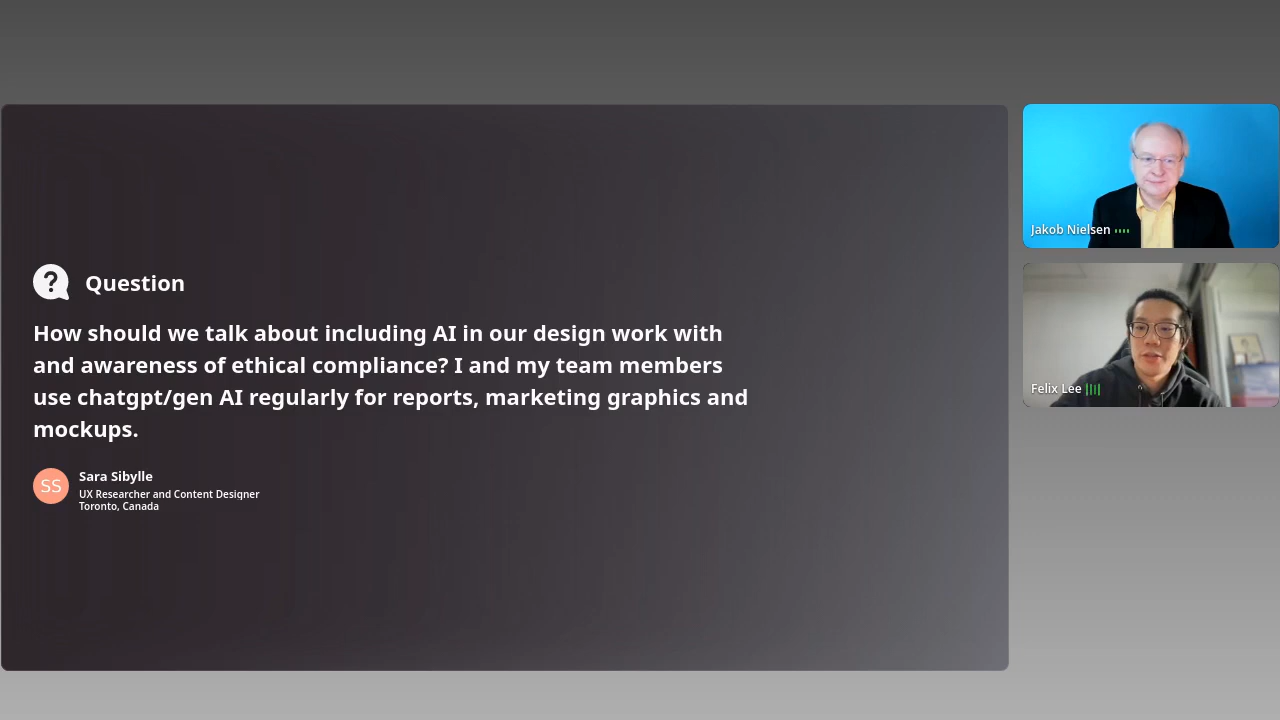 Question
How should we talk about including AI in our design work with
and awareness of ethical compliance? I and my team members
use chatgpt/gen AI regularly for reports, marketing graphics and
mockups.
SS
Sara Sibylle
UX Researcher and Content Designer
Toronto, Canada
Jakob Nielsen
Felix Lee